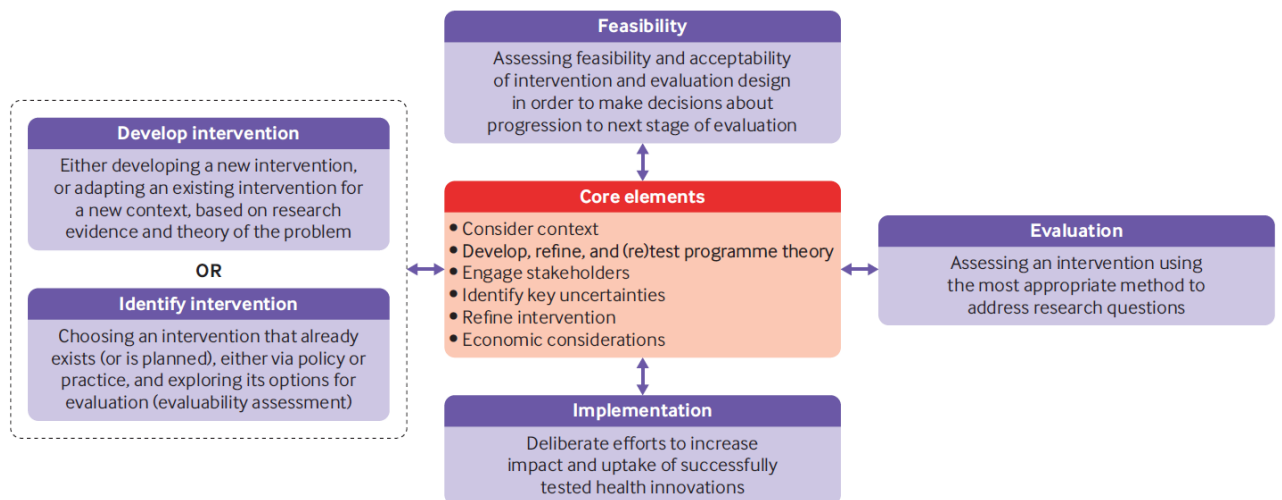 Feasibility
Assessing feasibility and acceptability
of intervention and evaluation design
in order to make decisions about
progression to next stage of evaluation
Develop intervention
Either developing a new intervention,
or adapting an existing intervention for
a new context, based on research
evidence and theory of the problem
OR
Identify intervention
Choosing an intervention that already
exists (or is planned), either via policy or
practice, and exploring its options for
evaluation (evaluability assessment)
Core elements
• Consider context
• Develop, refine, and (re)test programme theory
• Engage stakeholders
• Identify key uncertainties
• Refine intervention
• Economic considerations
Evaluation
Assessing an intervention using
the most appropriate method to
address research questions
Implementation
Deliberate efforts to increase
impact and uptake of successfully
tested health innovations